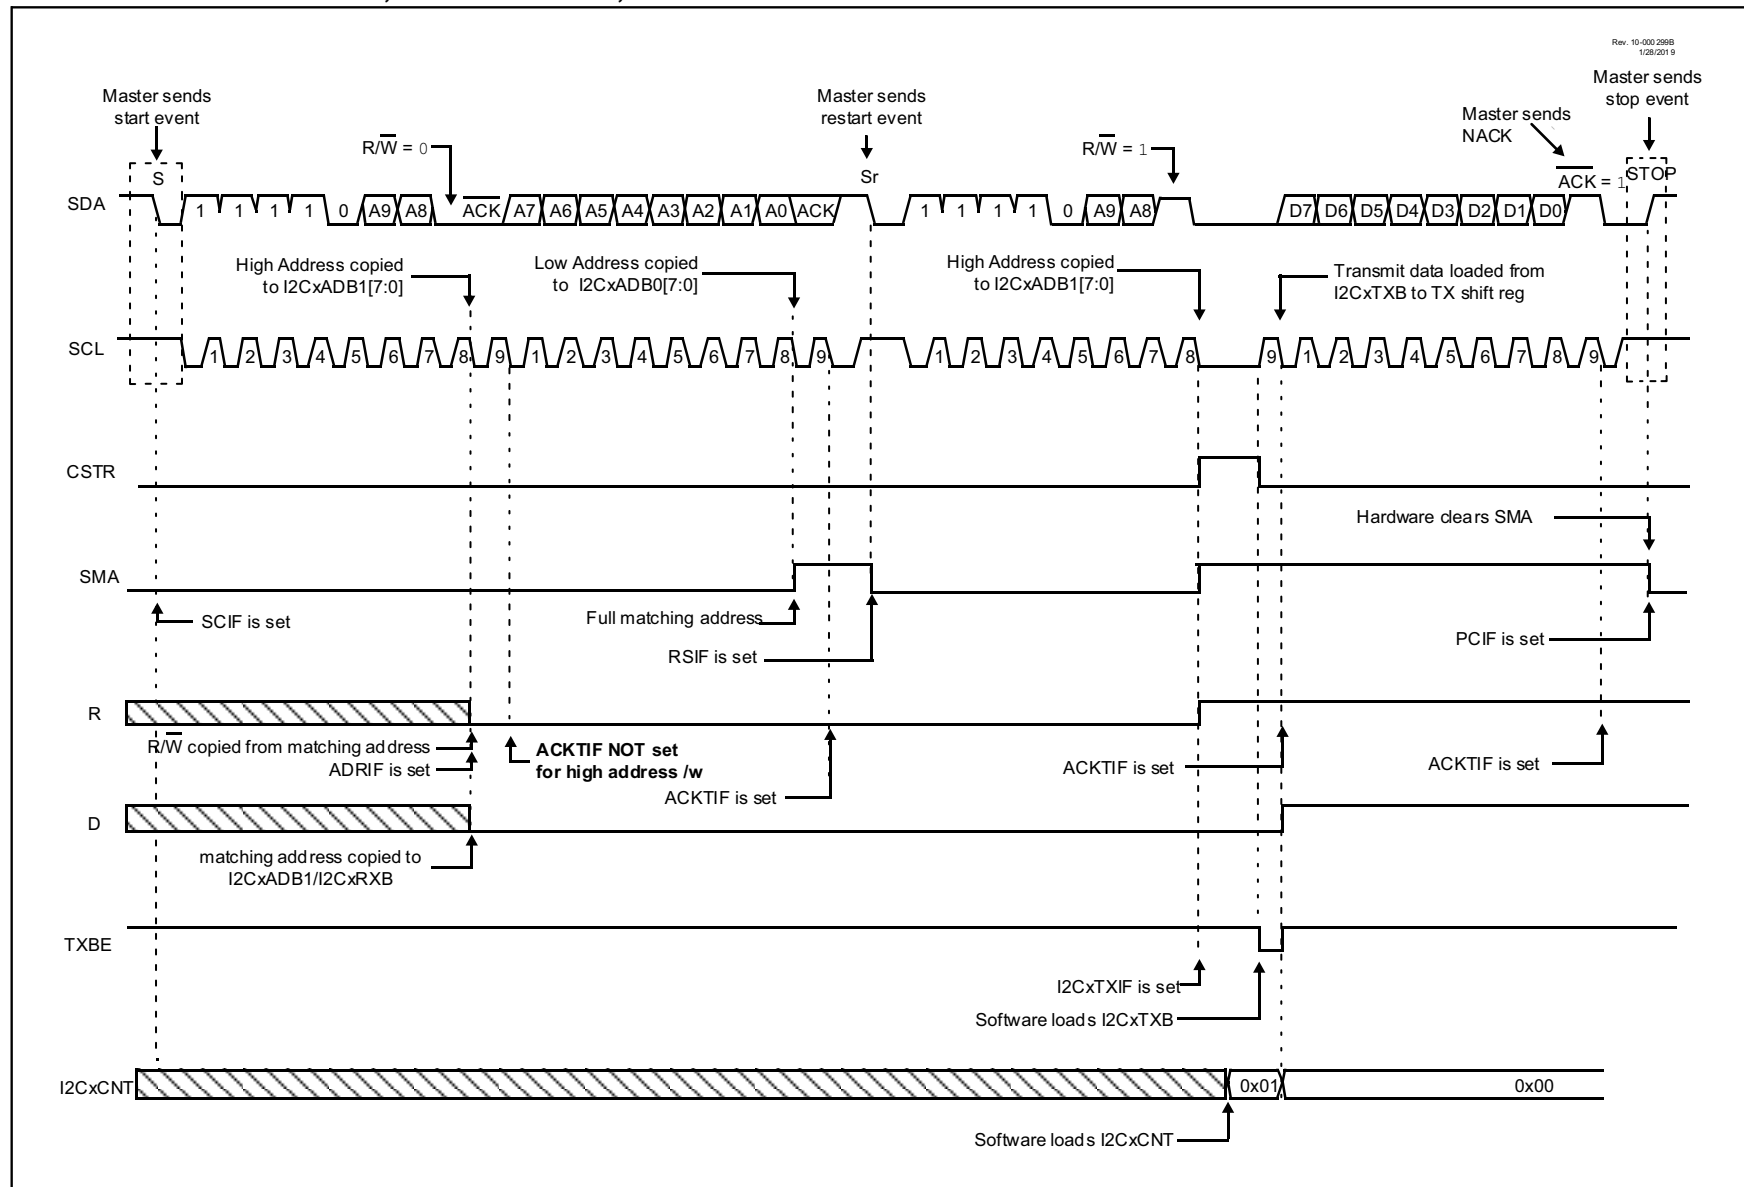 Rev. 10-000 299B
1/28/201 9
Master sends
start event
Master sends
restart event
Master sends
stop event
Master sends
NACK
R/W = 0
R/W = 1
S
Sr
ACK = 1
STOP
SDA
1 1 1 1 0 A9 A8 ACK A7 A6 A5 A4 A3 A2 A1 A0 ACK 1 1 1 1 0 A9 A8 D7 D6 D5 D4 D3 D2 D1 D0
High Address copied
to I2CxADB1[7:0]
Low Address copied
to I2CxADB0[7:0]
High Address copied
to I2CxADB1[7:0]
Transmit data loaded from
I2CxTXB to TX shift reg
SCL
1 2 3 4 5 6 7 8 9 1 2 3 4 5 6 7 8 9 1 2 3 4 5 6 7 8 9 1 2 3 4 5 6 7 8 9
CSTR
Hardware clears SMA
SMA
SCIF is set
Full matching address
RSIF is set
PCIF is set
R
R/W copied from matching address
ADRIF is set
ACKTIF NOT set
for high address /w
ACKTIF is set
ACKTIF is set
ACKTIF is set
D
matching address copied to
I2CxADB1/I2CxRXB
TXBE
I2CxTXIF is set
Software loads I2CxTXB
I2CxCNT
0x01
0x00
Software loads I2CxCNT